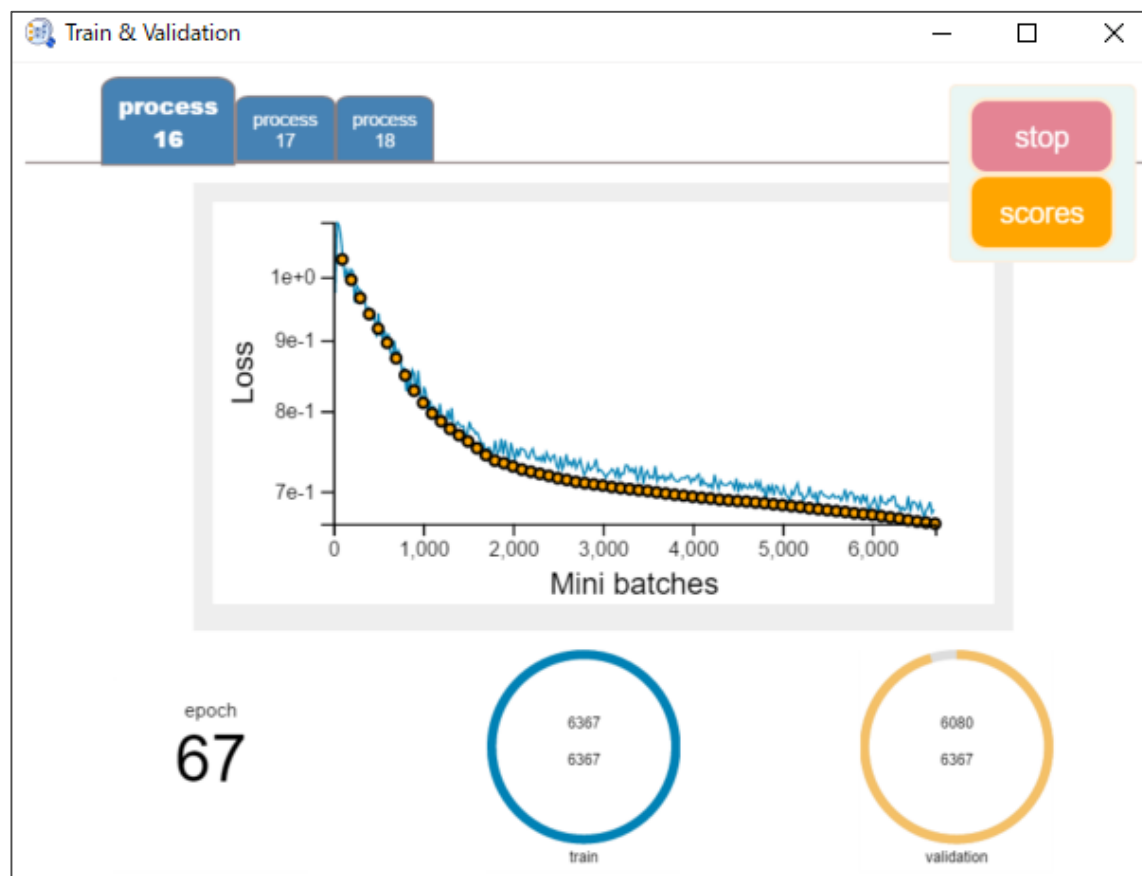 Train & Validation
process
16
process
17
process
18
stop
scores
Loss
1e+0
9e-1
8e-1
7e-1
0
1,000
2,000
3,000
4,000
5,000
6,000
Mini batches
epoch
67
6367
6367
train
6080
6367
validation